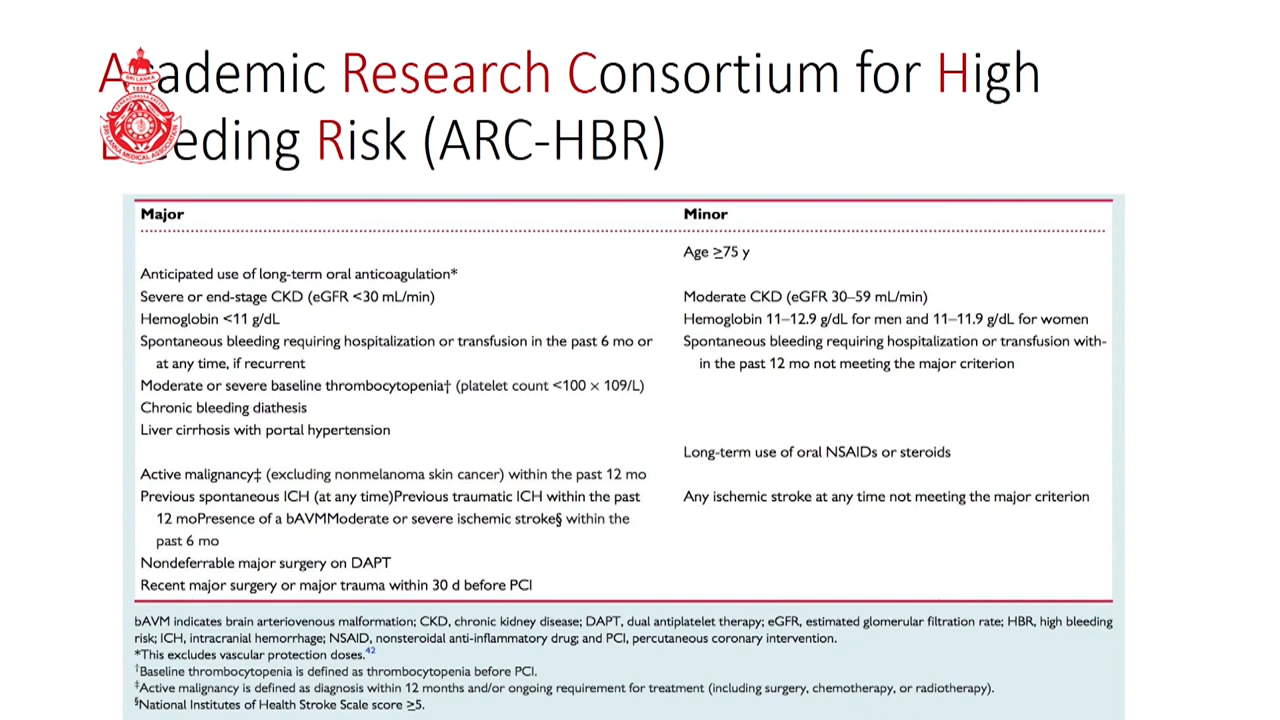 Academic Research Consortium for High
Bleeding Risk (ARC-HBR)
SRI LANKA
1887
SRI LANKA MEDICAL ASSOCIATION
Major Minor
Age ≥75 y
Anticipated use of long-term oral anticoagulation*
Severe or end-stage CKD (eGFR <30 mL/min) Moderate CKD (eGFR 30–59 mL/min)
Hemoglobin <11 g/dL Hemoglobin 11–12.9 g/dL for men and 11–11.9 g/dL for women
Spontaneous bleeding requiring hospitalization or transfusion in the past 6 mo or Spontaneous bleeding requiring hospitalization or transfusion with-
at any time, if recurrent in the past 12 mo not meeting the major criterion
Moderate or severe baseline thrombocytopenia† (platelet count <100 × 109/L)
Chronic bleeding diathesis
Liver cirrhosis with portal hypertension
Long-term use of oral NSAIDs or steroids
Active malignancy‡ (excluding nonmelanoma skin cancer) within the past 12 mo
Previous spontaneous ICH (at any time)Previous traumatic ICH within the past Any ischemic stroke at any time not meeting the major criterion
12 moPresence of a bAVMModerate or severe ischemic stroke§ within the
past 6 mo
Nondeferrable major surgery on DAPT
Recent major surgery or major trauma within 30 d before PCI
bAVM indicates brain arteriovenous malformation; CKD, chronic kidney disease; DAPT, dual antiplatelet therapy; eGFR, estimated glomerular filtration rate; HBR, high bleeding
risk; ICH, intracranial hemorrhage; NSAID, nonsteroidal anti-inflammatory drug; and PCI, percutaneous coronary intervention.
*This excludes vascular protection doses.42
†Baseline thrombocytopenia is defined as thrombocytopenia before PCI.
‡Active malignancy is defined as diagnosis within 12 months and/or ongoing requirement for treatment (including surgery, chemotherapy, or radiotherapy).
§National Institutes of Health Stroke Scale score ≥5.